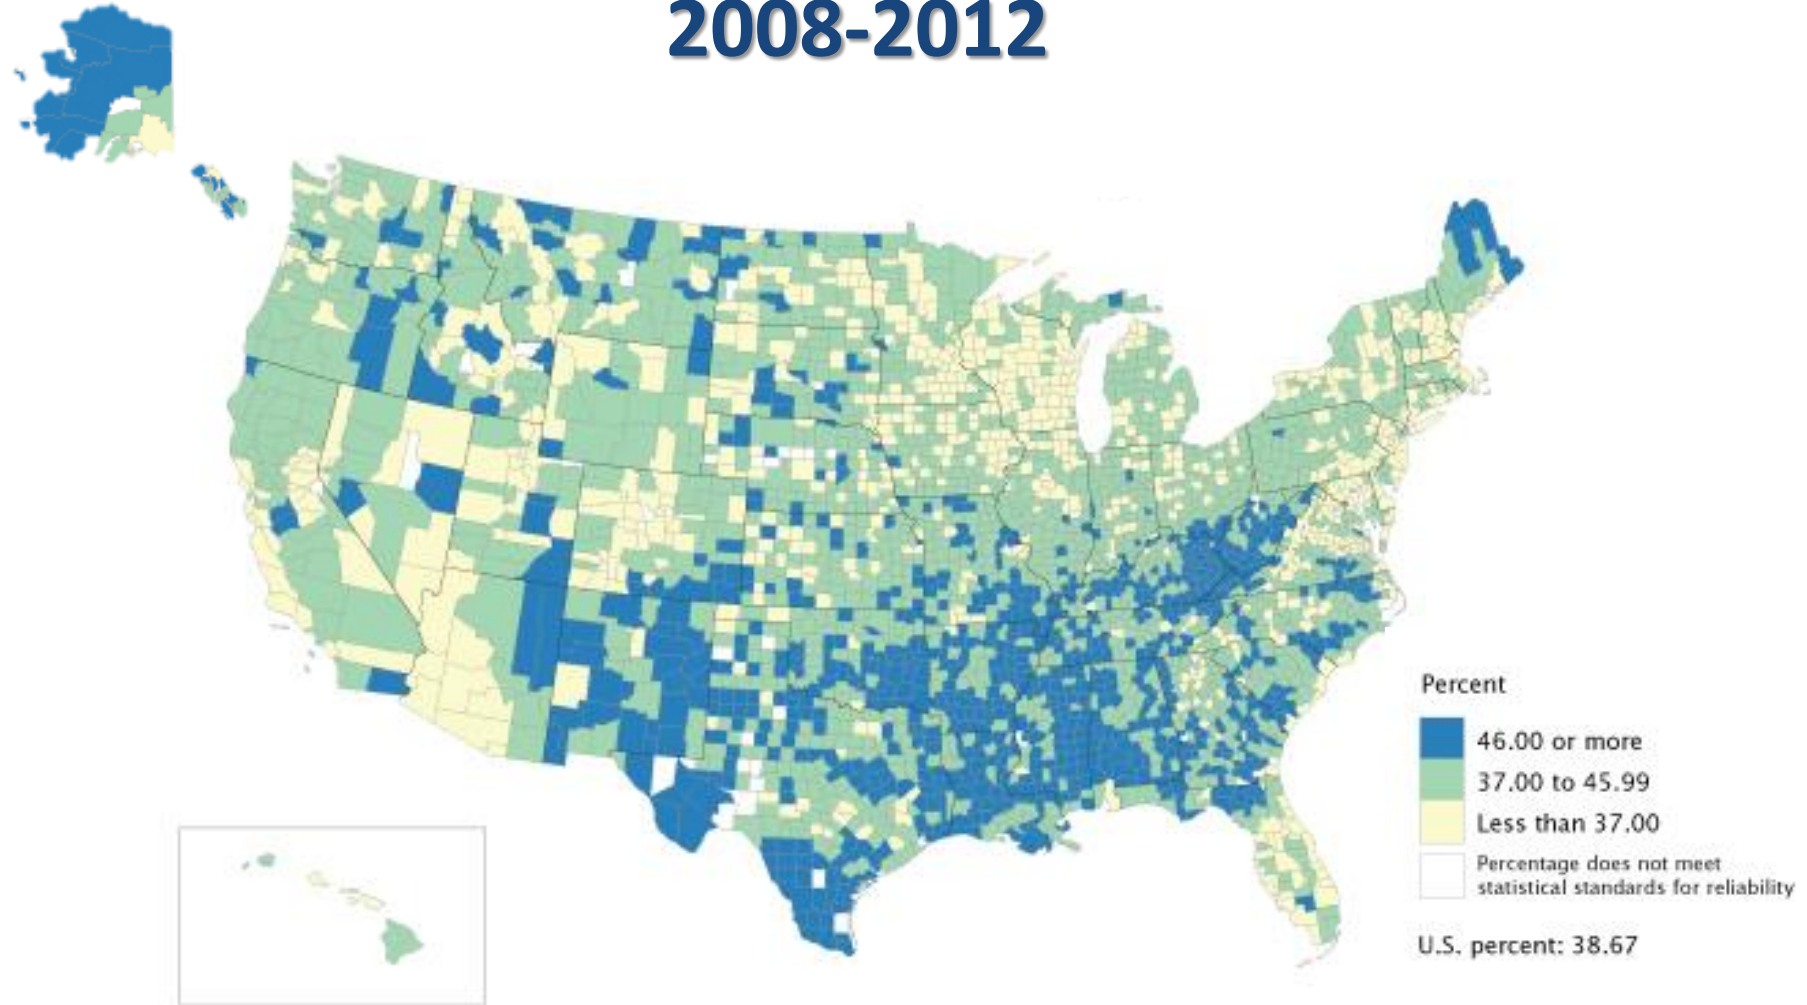 2008-2012
Percent
46.00 or more
37.00 to 45.99
Less than 37.00
Percentage does not meet
statistical standards for reliability
U.S. percent: 38.67